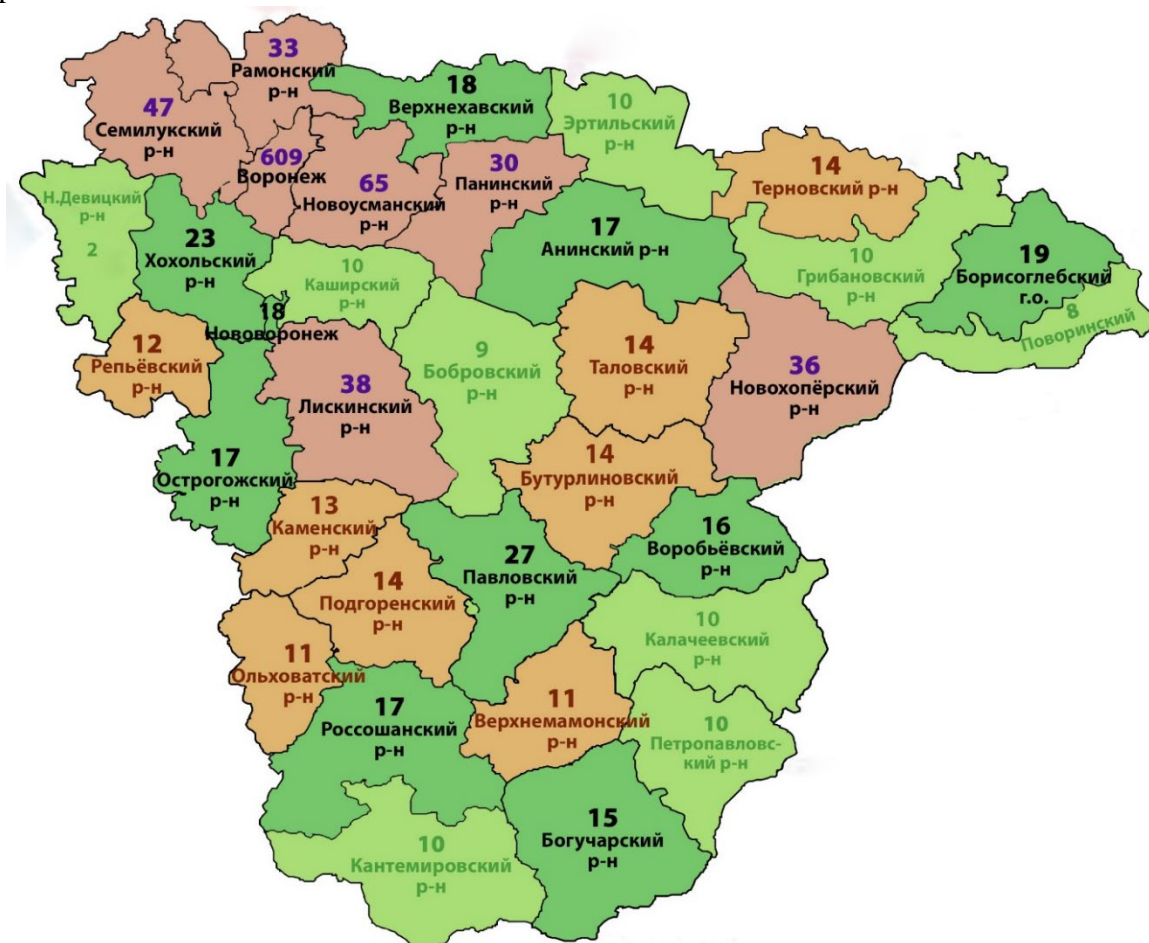 33
Рамонский
р-н
47
Семилукский
р-н
18
Верхнехавский
р-н
10
Эртильский
р-н
609
Воронеж
65
Новоусманский
р-н
30
Панинский
р-н
14
Терновский р-н
Н.Девицкий
р-н
2
23
Хохольский
р-н
10
Каширский
р-н
17
Анинский р-н
10
Грибановский
р-н
19
Борисоглебский
г.о.
8
Поворинский
18
Нововоронеж
12
Репьёвский
р-н
38
Лискинский
р-н
9
Бобровский
р-н
14
Таловский
р-н
36
Новохопёрский
р-н
17
Острогожский
р-н
14
Бутурлиновский
р-н
13
Каменский
р-н
27
Павловский
р-н
16
Воробьёвский
р-н
14
Подгоренский
р-н
10
Калачеевский
р-н
11
Ольховатский
р-н
17
Россошанский
р-н
11
Верхнемамонский
р-н
10
Петропавловс-
кий р-н
15
Богучарский
р-н
10
Кантемировский
р-н